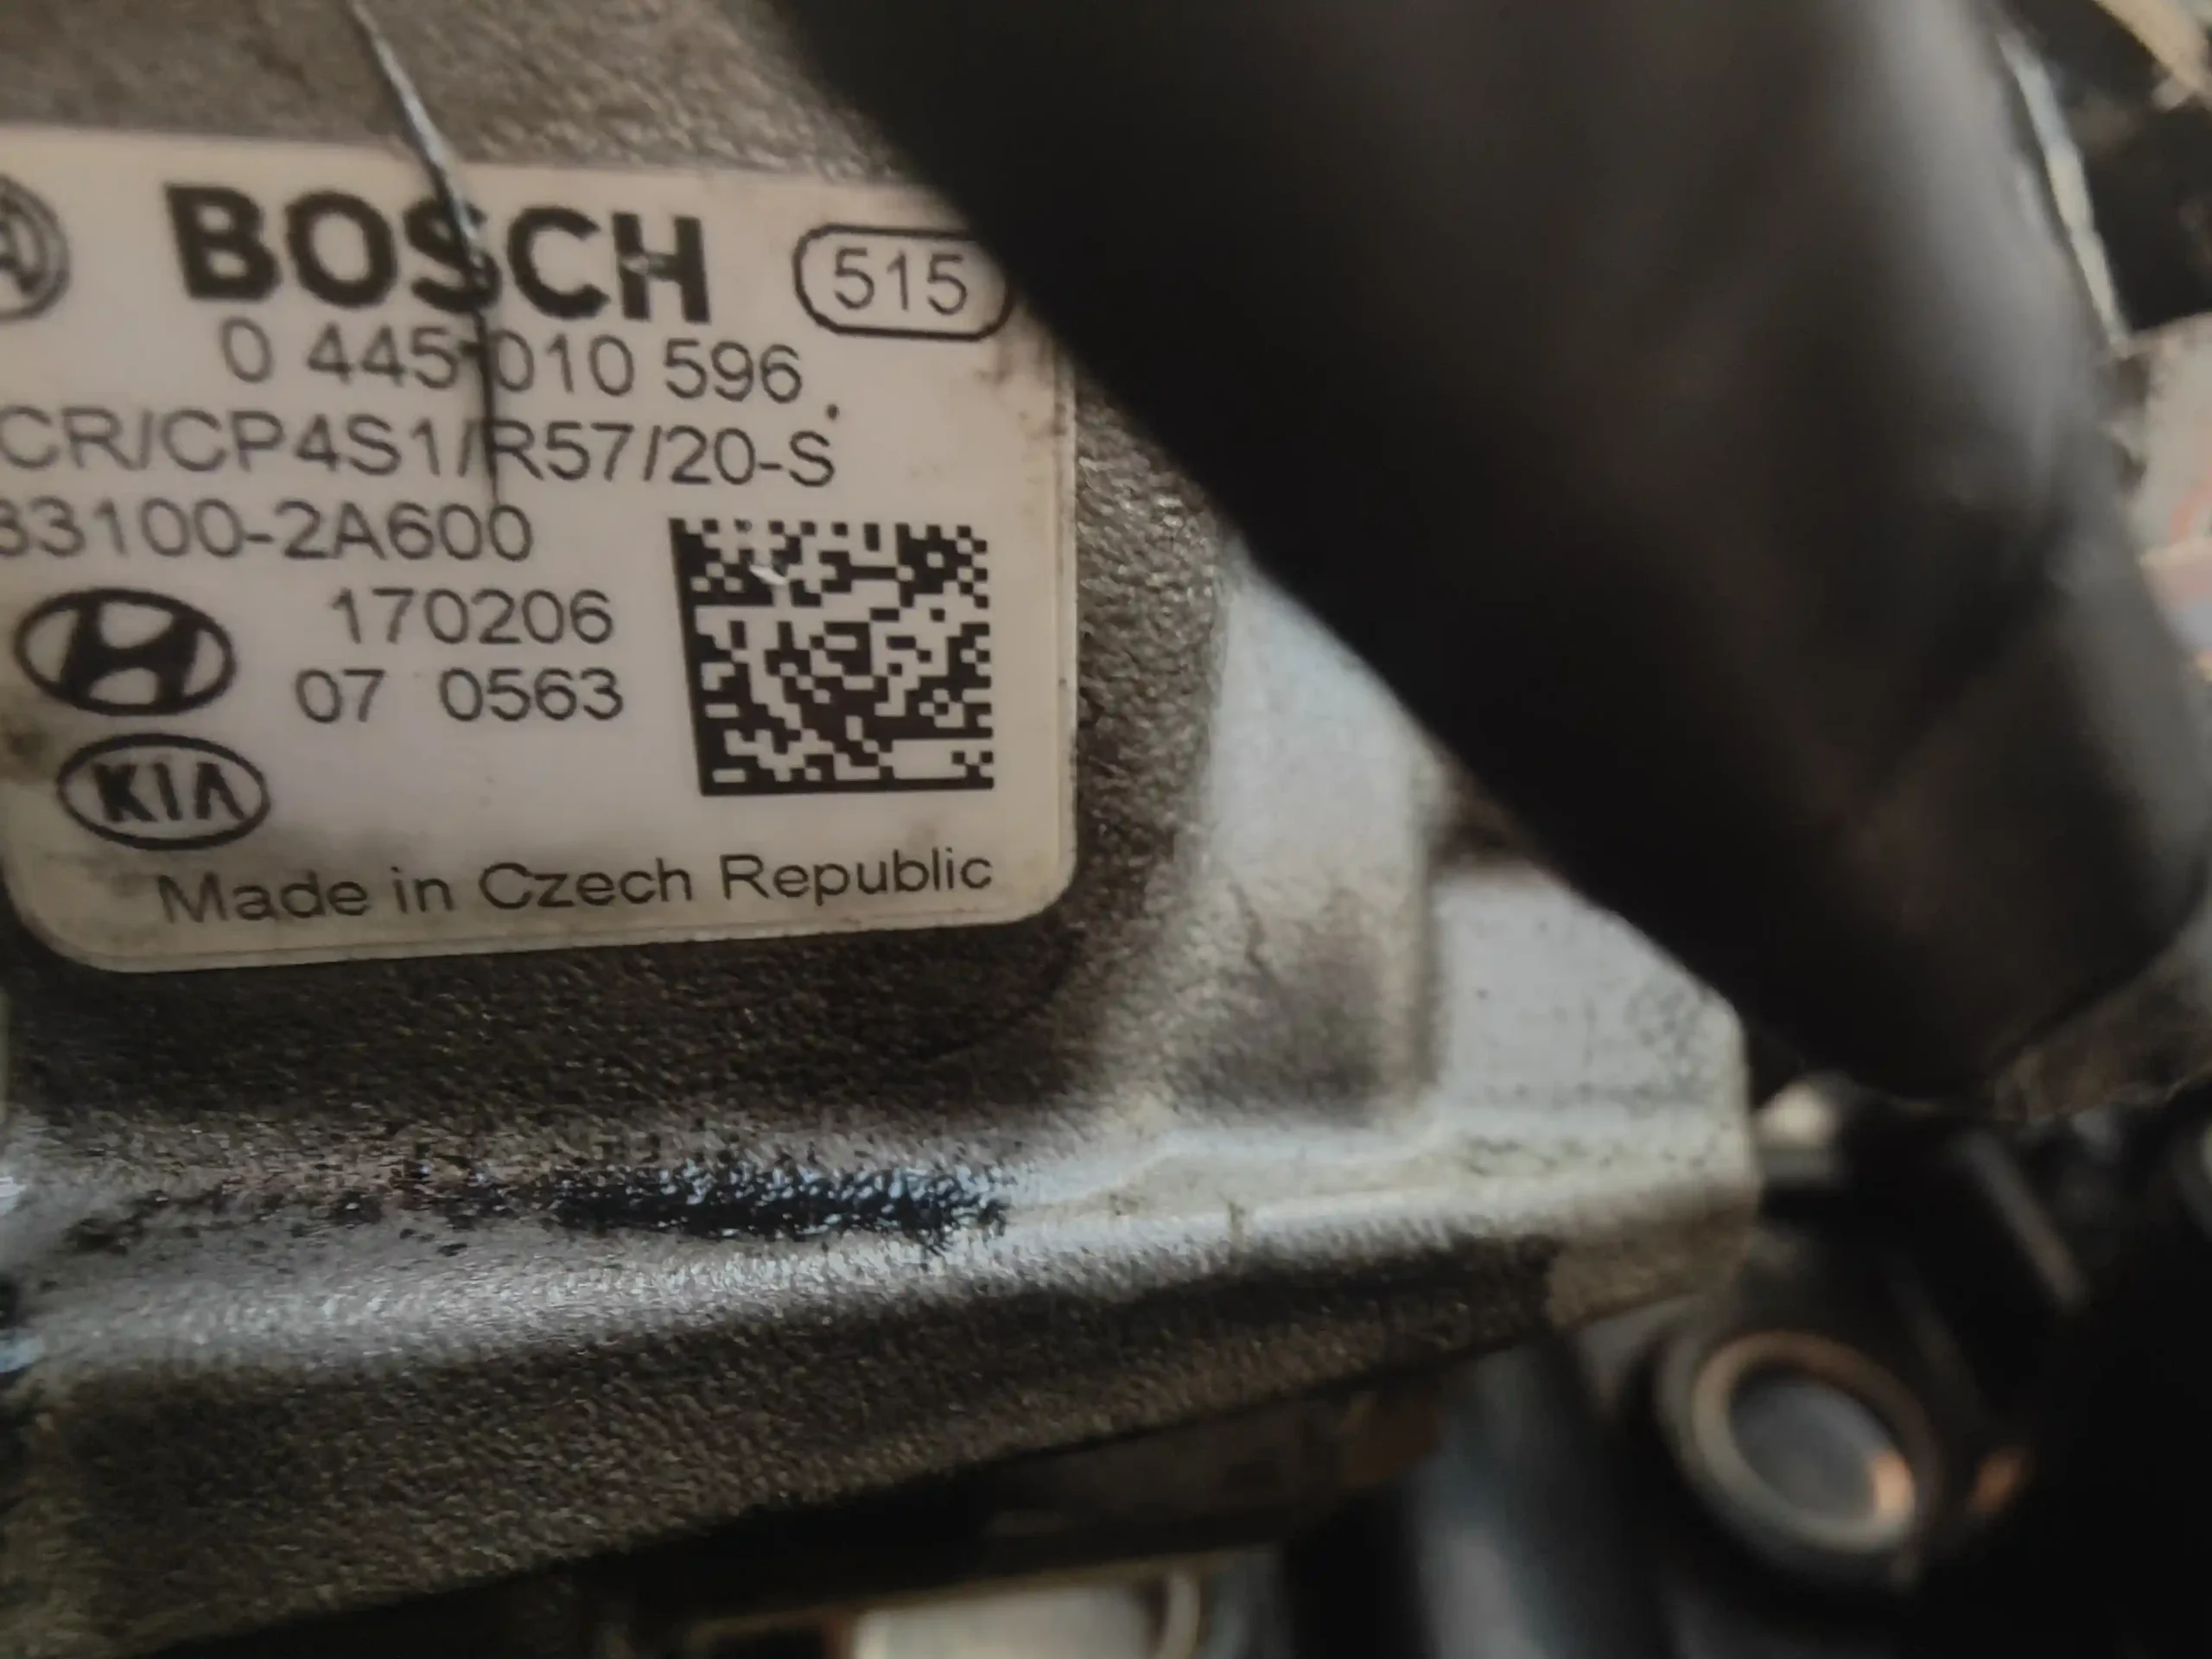 BOSCH 515
0 445 010 596
CR/CP4S1/R57/20-S
33100-2A600
170206
07 0563
KIA
Made in Czech Republic